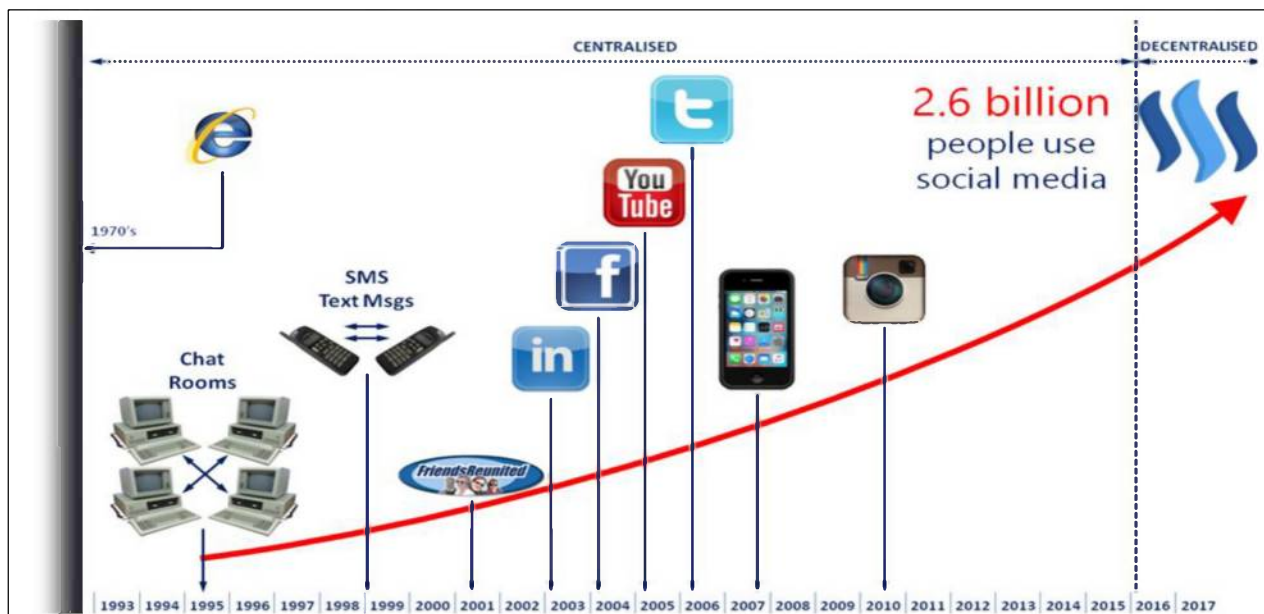 CENTRALISED
DECENTRALISED
2.6 billion
people use
social media
t
You
Tube
1970's
SMS
Text Msgs
f
in
Chat
Rooms
FriendsReunited
1993 1994 1995 1996 1997 1998 1999 2000 2001 2002 2003 2004 2005 2006 2007 2008 2009 2010 2011 2012 2013 2014 2015 2016 2017